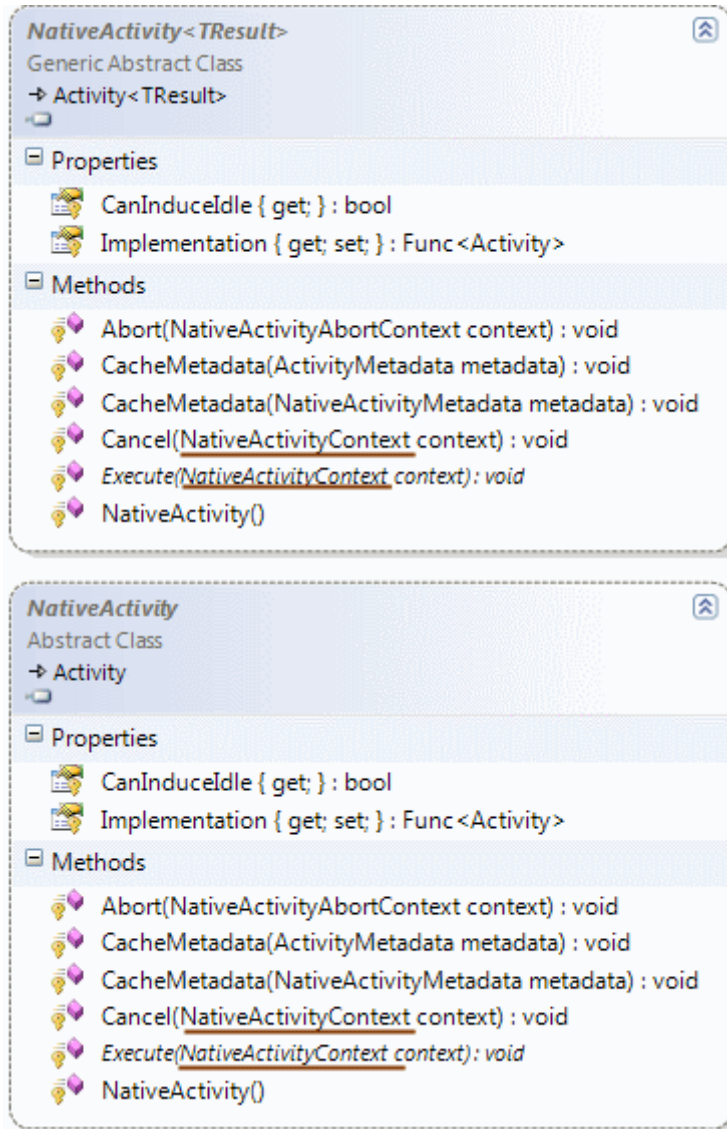 NativeActivity<TResult>
Generic Abstract Class
Activity<TResult>
Properties
CanInduceIdle { get; } : bool
Implementation { get; set; } : Func<Activity>
Methods
Abort(NativeActivityAbortContext context) : void
CacheMetadata(ActivityMetadata metadata) : void
CacheMetadata(NativeActivityMetadata metadata) : void
Cancel(NativeActivityContext context) : void
Execute(NativeActivityContext context) : void
NativeActivity()
NativeActivity
Abstract Class
Activity
Properties
CanInduceIdle { get; } : bool
Implementation { get; set; } : Func<Activity>
Methods
Abort(NativeActivityAbortContext context) : void
CacheMetadata(ActivityMetadata metadata) : void
CacheMetadata(NativeActivityMetadata metadata) : void
Cancel(NativeActivityContext context) : void
Execute(NativeActivityContext context) : void
NativeActivity()